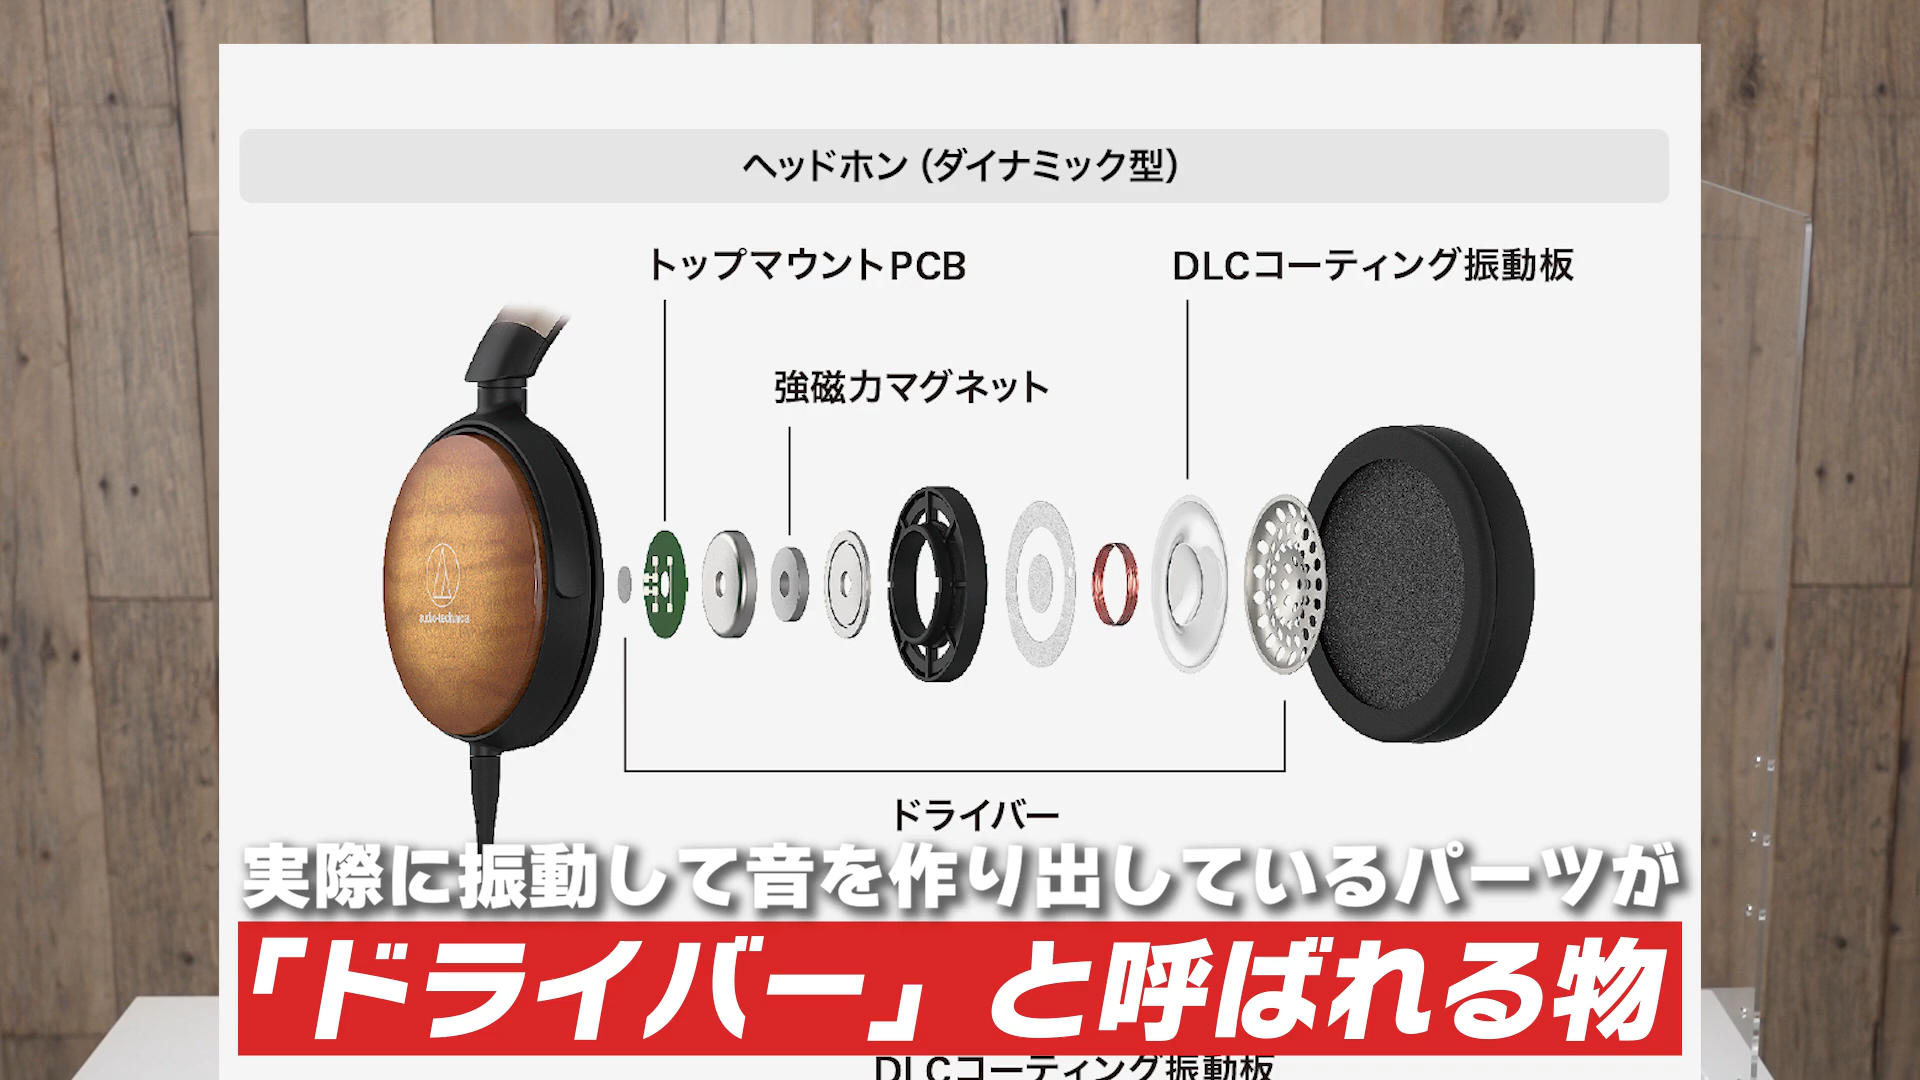 ヘッドホン（ダイナミック型）
トップマウントPCB
DLCコーティング振動板
強磁力マグネット
audio-technica
ドライバー
実際に振動して音を作り出しているパーツが
「ドライバー」と呼ばれる物
DLCコーティング振動板